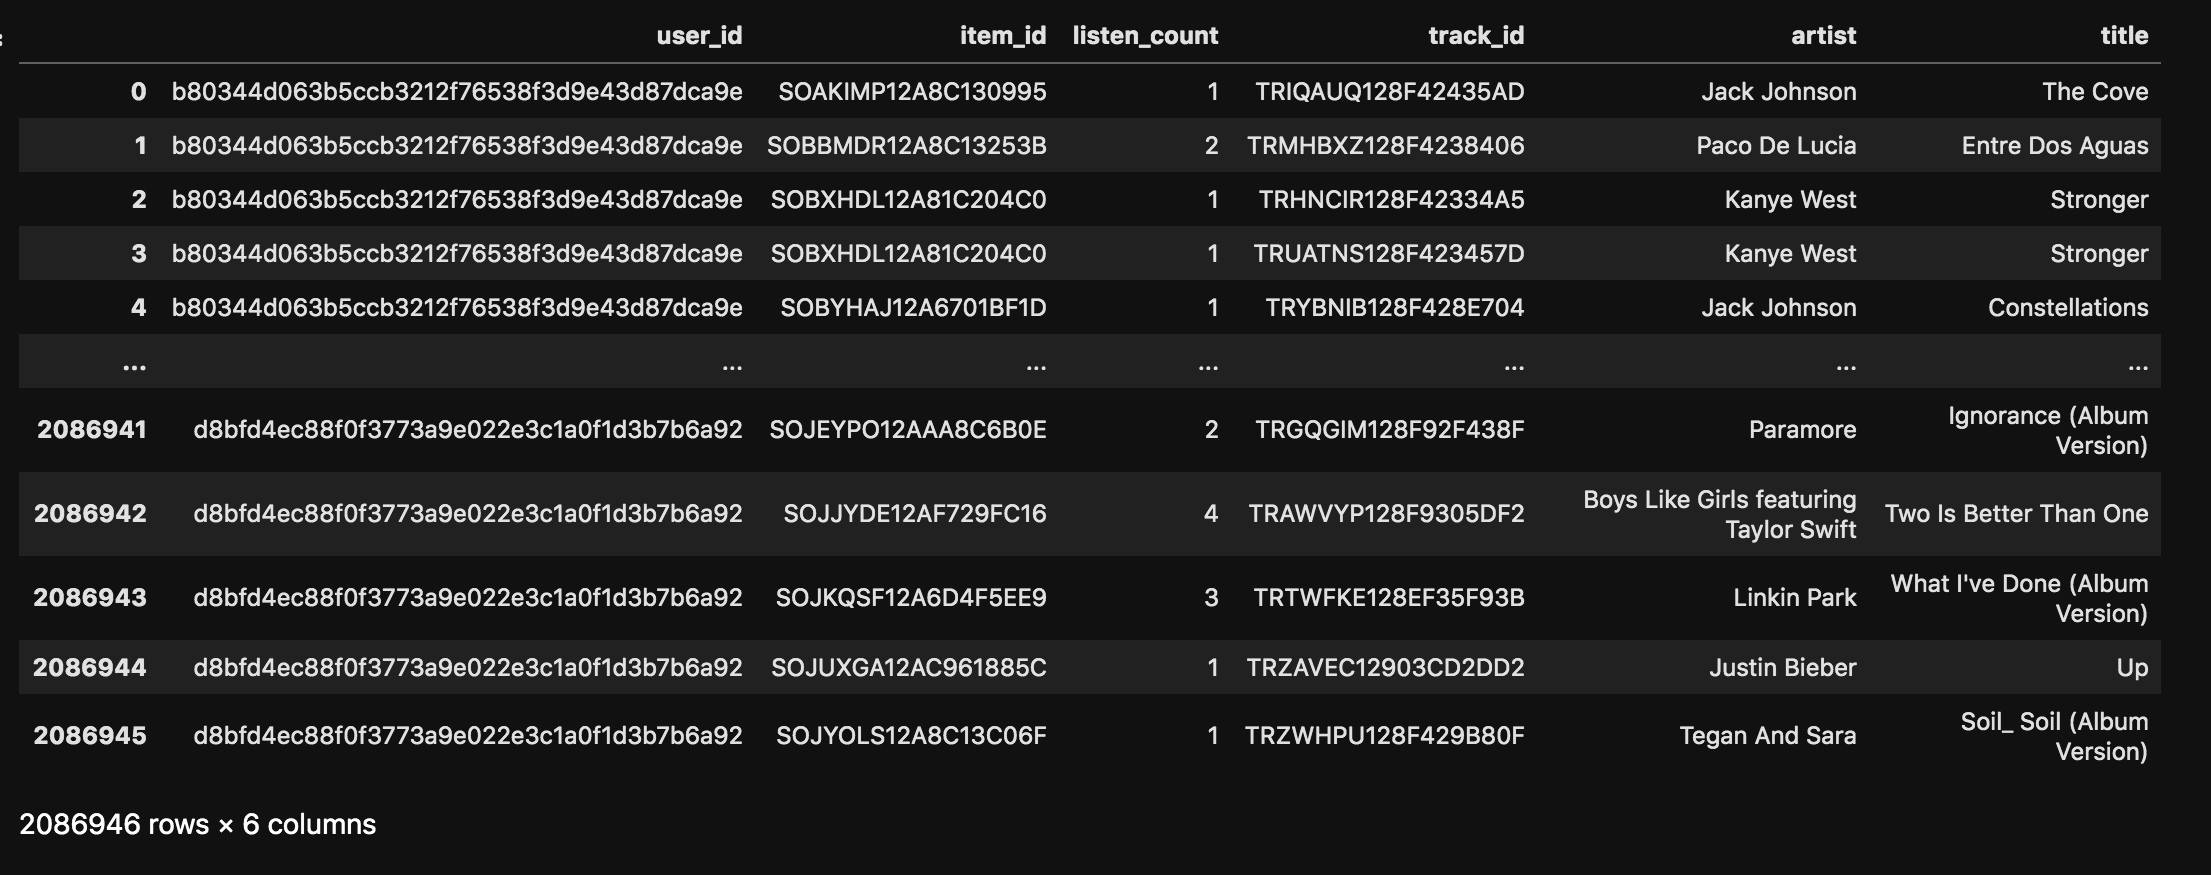 user_id item_id listen_count track_id artist title
0 b80344d063b5ccb3212f76538f3d9e43d87dca9e SOAKIMP12A8C130995 1 TRIQAUQ128F42435AD Jack Johnson The Cove
1 b80344d063b5ccb3212f76538f3d9e43d87dca9e SOBBMDR12A8C13253B 2 TRMHBXZ128F4238406 Paco De Lucia Entre Dos Aguas
2 b80344d063b5ccb3212f76538f3d9e43d87dca9e SOBXHDL12A81C204C0 1 TRHNCIR128F42334A5 Kanye West Stronger
3 b80344d063b5ccb3212f76538f3d9e43d87dca9e SOBXHDL12A81C204C0 1 TRUATNS128F423457D Kanye West Stronger
4 b80344d063b5ccb3212f76538f3d9e43d87dca9e SOBYHAJ12A6701BF1D 1 TRYBNIB128F428E704 Jack Johnson Constellations
... ... ... ... ... ... ...
2086941 d8bfd4ec88f0f3773a9e022e3c1a0f1d3b7b6a92 SOJEYPO12AAA8C6B0E 2 TRGQGIM128F92F438F Paramore Ignorance (Album
Version)
2086942 d8bfd4ec88f0f3773a9e022e3c1a0f1d3b7b6a92 SOJJYDE12AF729FC16 4 TRAWVYP128F9305DF2 Boys Like Girls featuring
Taylor Swift Two Is Better Than One
2086943 d8bfd4ec88f0f3773a9e022e3c1a0f1d3b7b6a92 SOJKQSF12A6D4F5EE9 3 TRTWFKE128EF35F93B Linkin Park What I've Done (Album
Version)
2086944 d8bfd4ec88f0f3773a9e022e3c1a0f1d3b7b6a92 SOJUXGA12AC961885C 1 TRZAVEC12903CD2DD2 Justin Bieber Up
2086945 d8bfd4ec88f0f3773a9e022e3c1a0f1d3b7b6a92 SOJYOLS12A8C13C06F 1 TRZWHPU128F429B80F Tegan And Sara Soil_ Soil (Album
Version)
2086946 rows × 6 columns